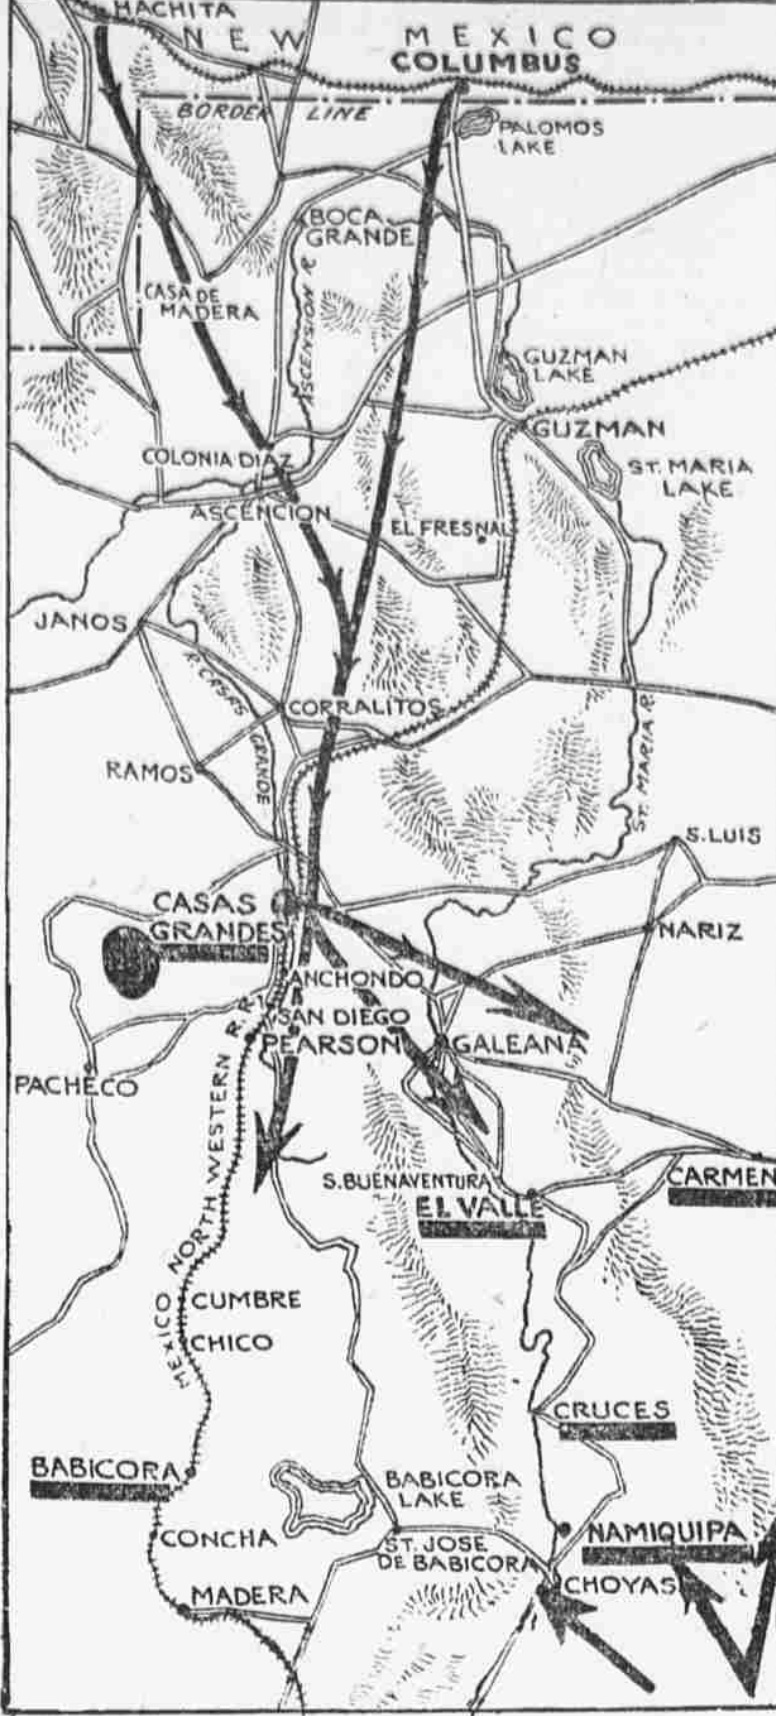 HACHITA
NEW MEXICO
COLUMBUS
BORDER LINE
PALOMOS
LAKE
BOCA
GRANDE
CASA DE
MADERA
ASCENSION R.
GUZMAN
LAKE
GUZMAN
COLONIA DIAZ
ST. MARIA
LAKE
ASCENCION
EL FRESNAL
JANOS
R. CASAS GRANDE
CORRALITOS
RAMOS
ST. MARIA R.
S. LUIS
CASAS
GRANDES
NARIZ
ANCHONDO
SAN DIEGO
PEARSON
GALEANA
PACHECO
MEXICO NORTH WESTERN R. R.
S. BUENAVENTURA
EL VALLE
CARMEN
CUMBRE
CHICO
CRUCES
BABICORA
BABICORA
LAKE
CONCHA
NAMIQUIPA
ST. JOSE
DE BABICORA
CHOYAS
MADERA